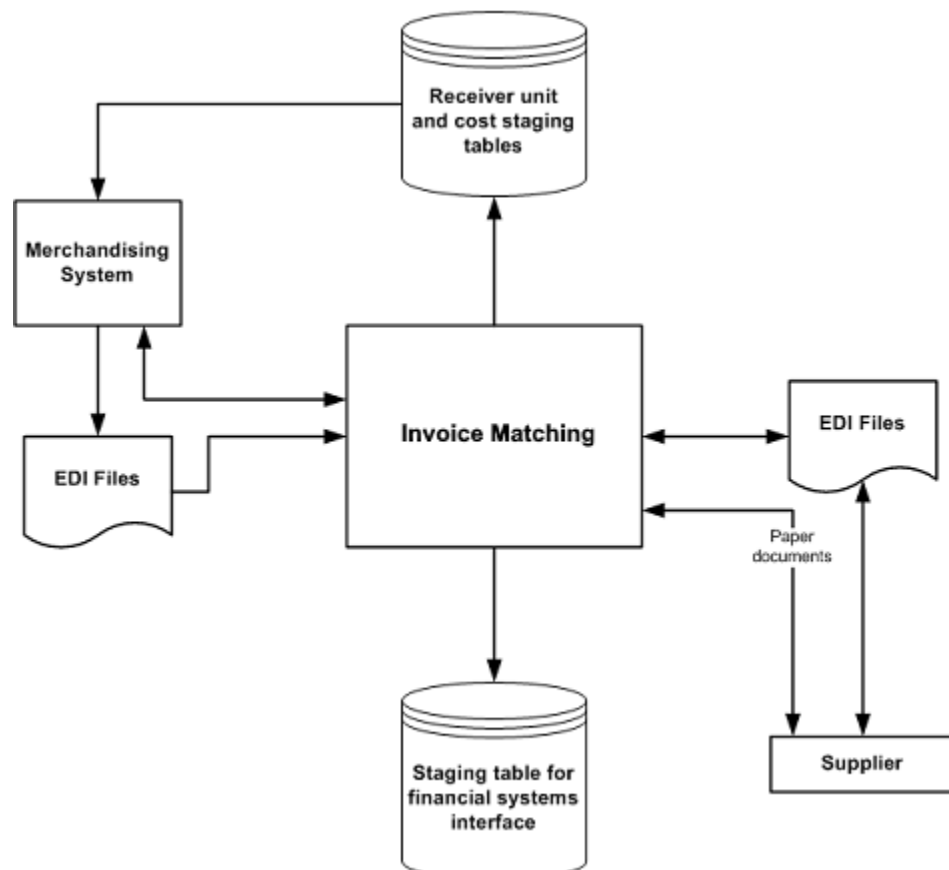 Receiver unit
and cost staging
tables
Merchandising
System
Invoice Matching
EDI Files
EDI Files
Paper
documents
Supplier
Staging table for
financial systems
interface